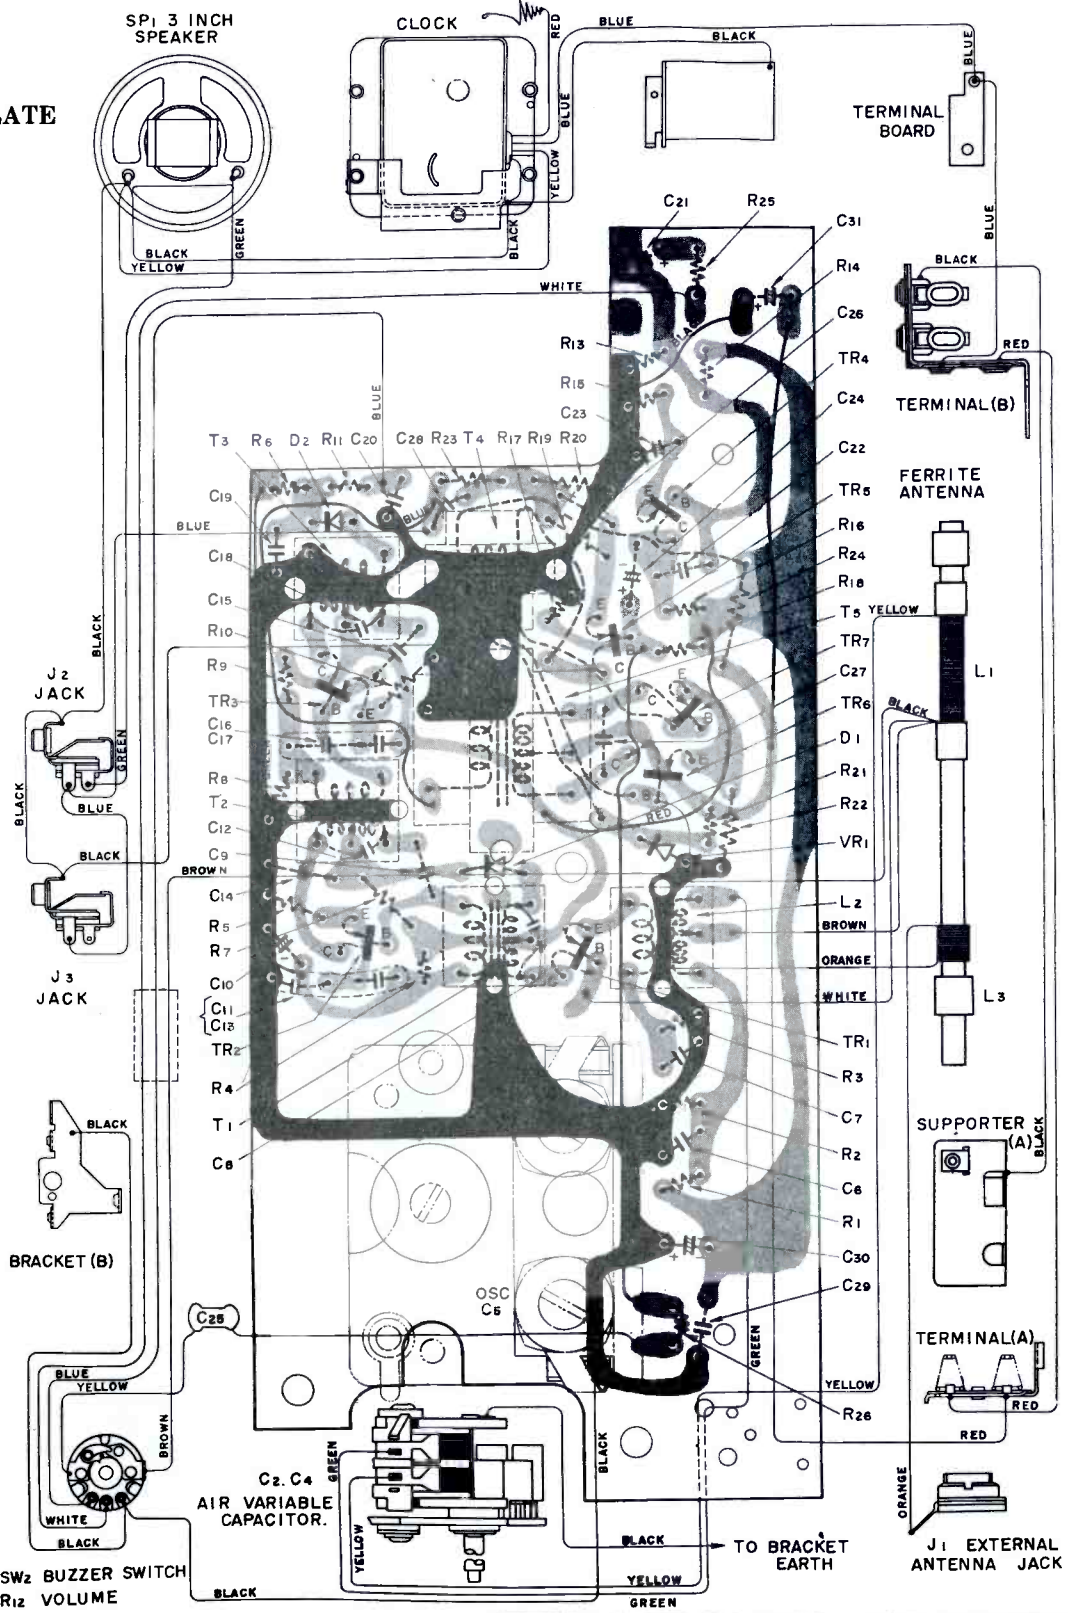 LATE
SP1 3 INCH
SPEAKER
CLOCK
RED
BLUE
BLACK
BLUE
BLUE
YELLOW
BLACK
TERMINAL
BOARD
BLUE
GREEN
BLACK
YELLOW
WHITE
C21
R25
C31
R14
C26
TR4
C24
C22
TR5
R16
R24
R18
T5
YELLOW
TR7
C27
TR6
D1
R21
R22
VR1
L2
BROWN
ORANGE
WHITE
TR1
R3
C7
R2
C6
R1
C30
C29
R26
BLACK
RED
TERMINAL (B)
FERRITE
ANTENNA
L1
BLACK
L3
BLACK
R13
R15
C23
BLUE
T3 R6 D2 R11 C20 C28 R23 T4 R17 R19 R20
BLUE
C19
BLUE
C18
C15
R10
R9
TR3
C16
C17
R8
T2
C12
C9
BROWN
C14
R5
R7
C10
C11
C13
TR2
R4
T1
C8
E
B
C
E
B
C
C
B
E
C
E
B
C
E
B
RED
E
B
C
E
B
BLACK
J2
JACK
GREEN
BLUE
BLACK
BLACK
J3
JACK
BLACK
BRACKET (B)
C25
OSC
C5
BLUE
YELLOW
BROWN
WHITE
BLACK
SW2 BUZZER SWITCH
R12 VOLUME
BLACK
C2. C4
AIR VARIABLE
CAPACITOR.
GREEN
YELLOW
BLACK
GREEN
YELLOW
RED
BLACK
TO BRACKET
EARTH
YELLOW
GREEN
SUPPORTER
(A)
BLACK
TERMINAL (A)
RED
ORANGE
J1 EXTERNAL
ANTENNA JACK